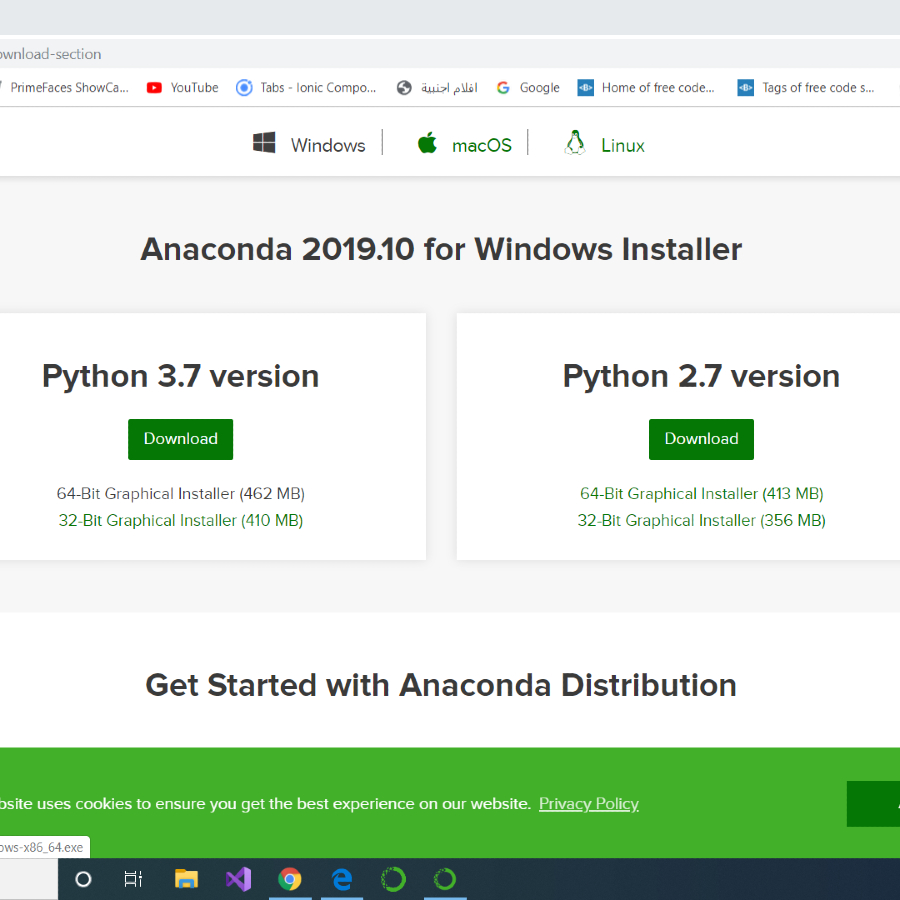 ownload-section
PrimeFaces ShowCa... YouTube Tabs - Ionic Compo... افلام اجنبية Google Home of free code... Tags of free code s...
Windows macOS Linux
Anaconda 2019.10 for Windows Installer
Python 3.7 version
Download
64-Bit Graphical Installer (462 MB)
32-Bit Graphical Installer (410 MB)
Python 2.7 version
Download
64-Bit Graphical Installer (413 MB)
32-Bit Graphical Installer (356 MB)
Get Started with Anaconda Distribution
bsite uses cookies to ensure you get the best experience on our website. Privacy Policy
ows-x86_64.exe